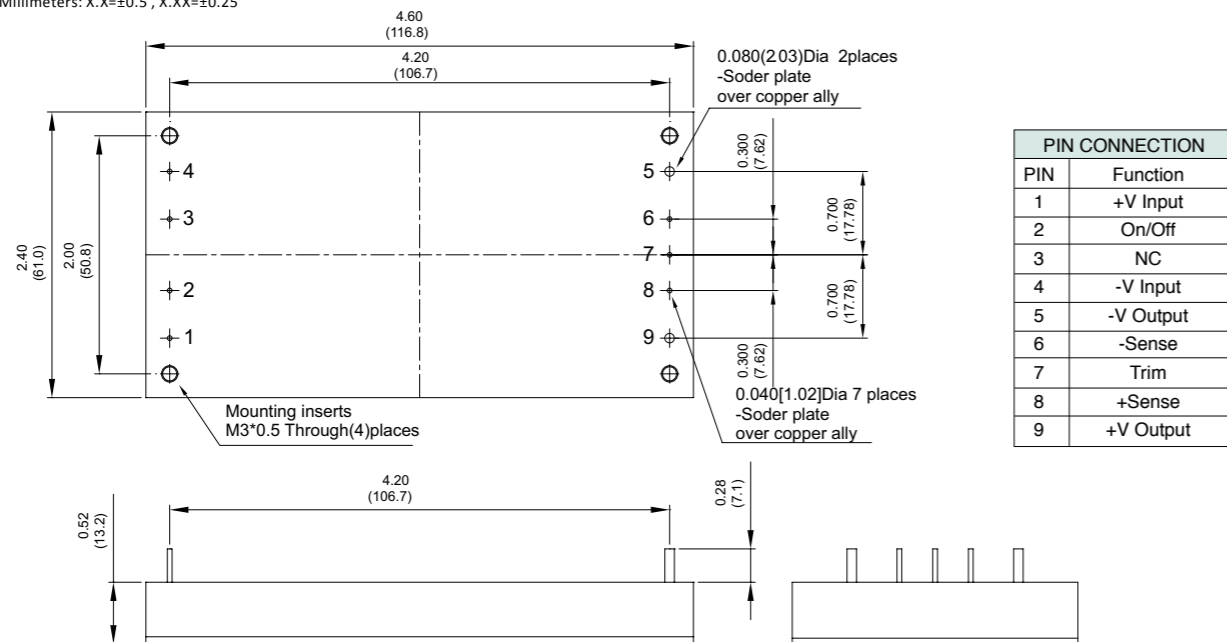 Millimeters: X.X=±0.5 , X.XX=±0.25
4.60
(116.8)
4.20
(106.7)
0.080(2.03)Dia 2places
-Soder plate
over copper ally
2.40
(61.0)
2.00
(50.8)
4
3
2
1
5
6
7
8
9
0.300
(7.62)
0.700
(17.78)
0.700
(17.78)
0.300
(7.62)
0.040[1.02]Dia 7 places
-Soder plate
over copper ally
Mounting inserts
M3*0.5 Through(4)places
PIN CONNECTION
PIN Function
1 +V Input
2 On/Off
3 NC
4 -V Input
5 -V Output
6 -Sense
7 Trim
8 +Sense
9 +V Output
0.52
(13.2)
4.20
(106.7)
0.28
(7.1)